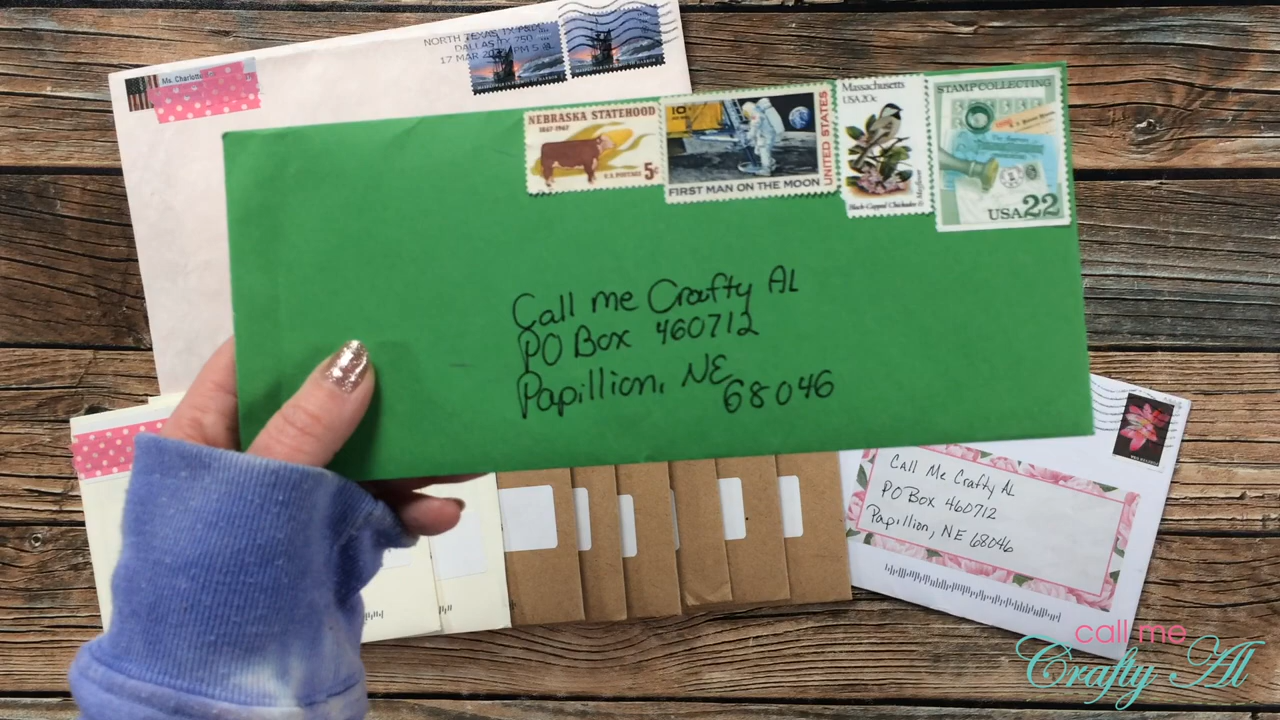 NORTH TEXAS TX P&DC
DALLAS TX 750
17 MAR 2022 PM 5 L
Ms. Charlotte
NEBRASKA STATEHOOD
1867-1967
U.S. POSTAGE 5c
10
UNITED STATES
FIRST MAN ON THE MOON
Massachusetts
USA 20c
Black-Capped Chickadee & Mayflower
STAMP COLLECTING
USA 22
Call me Crafty AL
PO Box 460712
Papillion, NE
68046
Call Me Crafty AL
PO Box 460712
Papillion, NE 68046
call me
Crafty Al